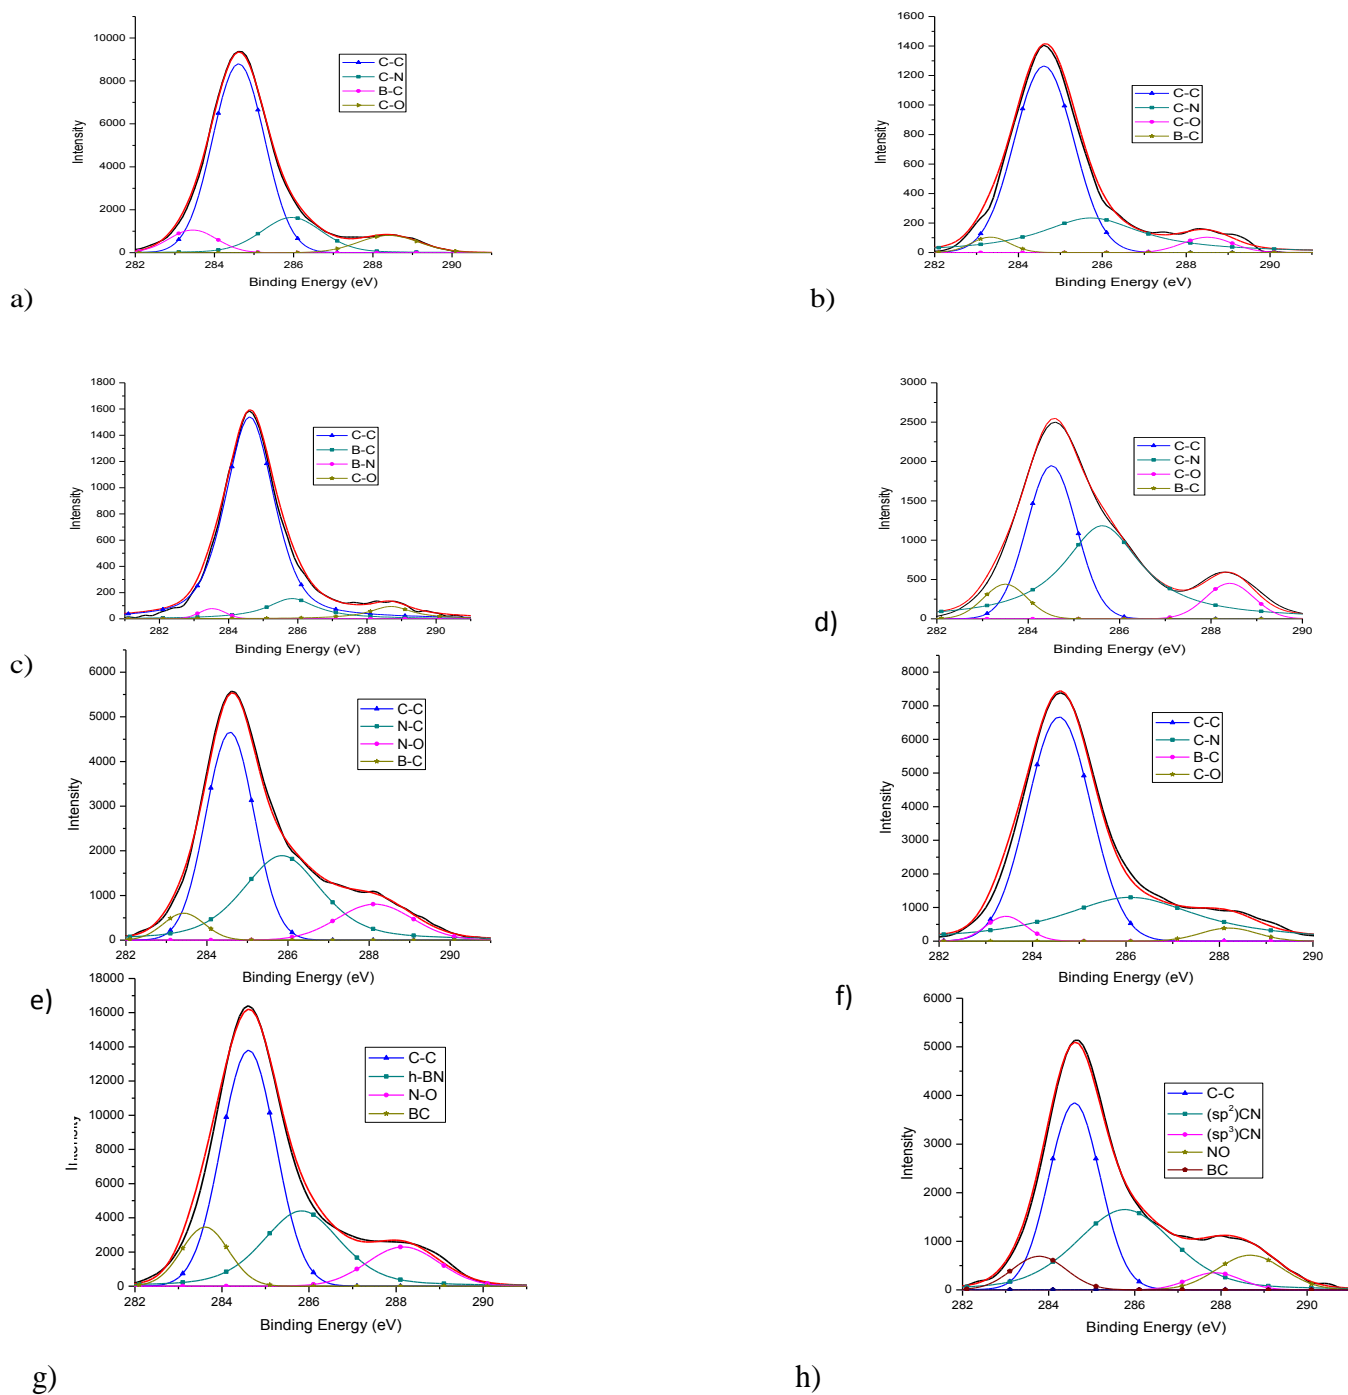 10000
8000
6000
4000
2000
0
Intensity
C-C
C-N
B-C
C-O
282 284 286 288 290
Binding Energy (eV)
a)
1600
1400
1200
1000
800
600
400
200
0
Intensity
C-C
C-N
C-O
B-C
282 284 286 288 290
Binding Energy (eV)
b)
1800
1600
1400
1200
1000
800
600
400
200
0
Intensity
C-C
B-C
B-N
C-O
282 284 286 288 290
Binding Energy (eV)
c)
3000
2500
2000
1500
1000
500
0
Intensity
C-C
C-N
C-O
B-C
282 284 286 288 290
Binding Energy (eV)
d)
6000
5000
4000
3000
2000
1000
0
Intensity
C-C
N-C
N-O
B-C
282 284 286 288 290
Binding Energy (eV)
e)
8000
7000
6000
5000
4000
3000
2000
1000
0
Intensity
C-C
C-N
B-C
C-O
282 284 286 288 290
Binding Energy (eV)
f)
18000
16000
14000
12000
10000
8000
6000
4000
2000
0
Intensity
C-C
h-BN
N-O
BC
282 284 286 288 290
Binding Energy (eV)
g)
6000
5000
4000
3000
2000
1000
0
Intensity
C-C
(sp²)CN
(sp³)CN
NO
BC
282 284 286 288 290
Binding Energy (eV)
h)